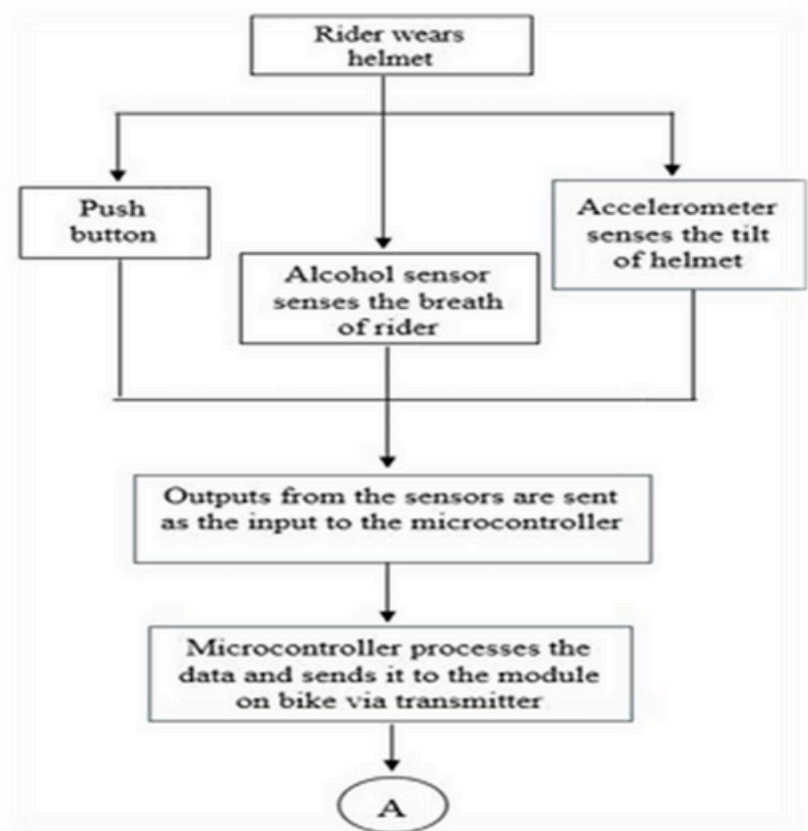 Rider wears
helmet
Push
button
Alcohol sensor
senses the breath
of rider
Accelerometer
senses the tilt
of helmet
Outputs from the sensors are sent
as the input to the microcontroller
Microcontroller processes the
data and sends it to the module
on bike via transmitter
A